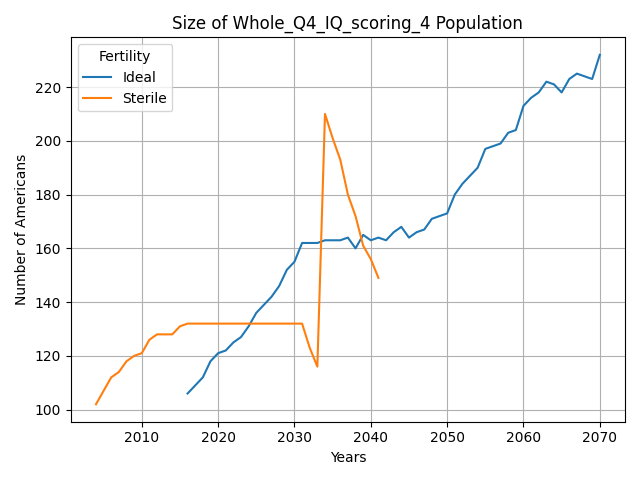 Size of Whole_Q4_IQ_scoring_4 Population
Fertility
Ideal
Sterile
Number of Americans
220
200
180
160
140
120
100
2010 2020 2030 2040 2050 2060 2070
Years